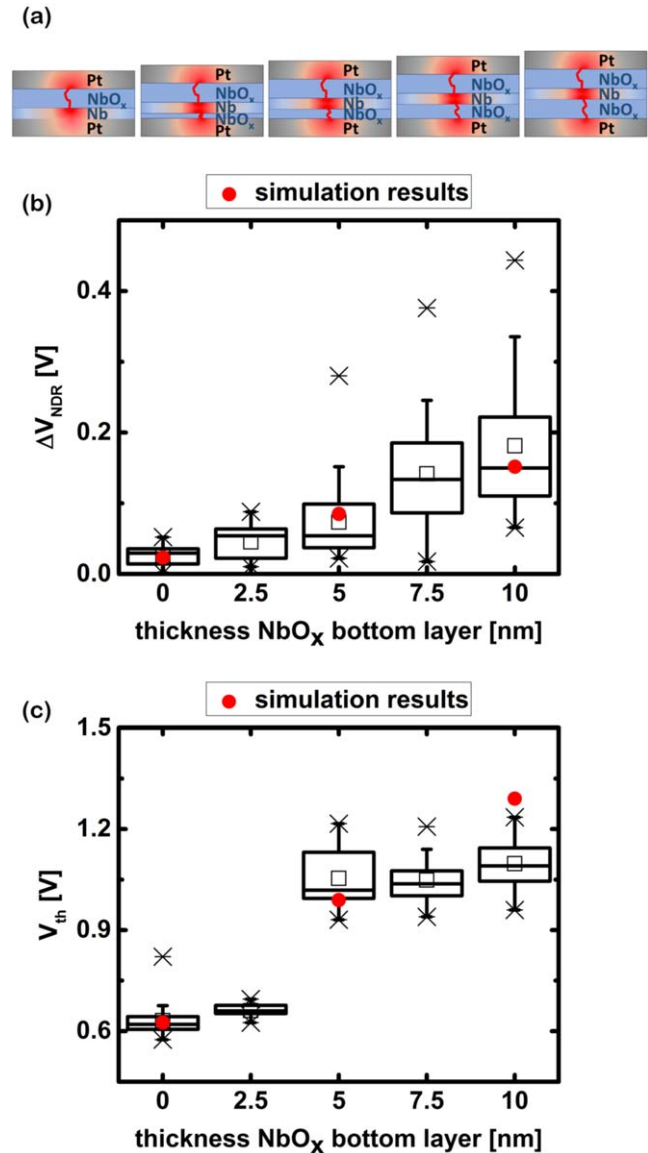 (a)
Pt
NbOₓ
Nb
Pt
Pt
NbOₓ
Nb
NbOₓ
Pt
Pt
NbOₓ
Nb
NbOₓ
Pt
Pt
NbOₓ
Nb
NbOₓ
Pt
Pt
NbOₓ
Nb
NbOₓ
Pt
(b)
simulation results
ΔV_NDR [V]
0.4
0.2
0.0
0 2.5 5 7.5 10
thickness NbOₓ bottom layer [nm]
(c)
simulation results
V_th [V]
1.5
1.2
0.9
0.6
0 2.5 5 7.5 10
thickness NbOₓ bottom layer [nm]